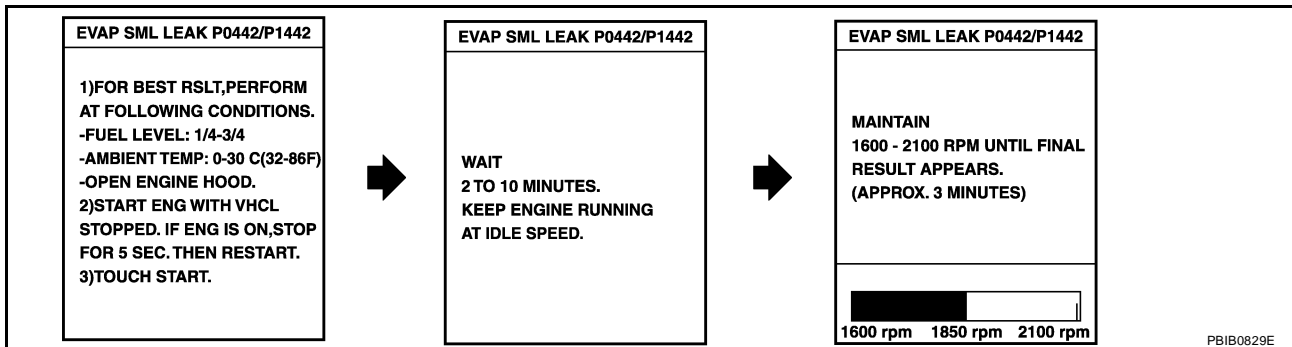 EVAP SML LEAK P0442/P1442
1)FOR BEST RSLT,PERFORM
AT FOLLOWING CONDITIONS.
-FUEL LEVEL: 1/4-3/4
-AMBIENT TEMP: 0-30 C(32-86F)
-OPEN ENGINE HOOD.
2)START ENG WITH VHCL
STOPPED. IF ENG IS ON,STOP
FOR 5 SEC. THEN RESTART.
3)TOUCH START.
EVAP SML LEAK P0442/P1442
WAIT
2 TO 10 MINUTES.
KEEP ENGINE RUNNING
AT IDLE SPEED.
EVAP SML LEAK P0442/P1442
MAINTAIN
1600 - 2100 RPM UNTIL FINAL
RESULT APPEARS.
(APPROX. 3 MINUTES)
1600 rpm 1850 rpm 2100 rpm
PBIB0829E